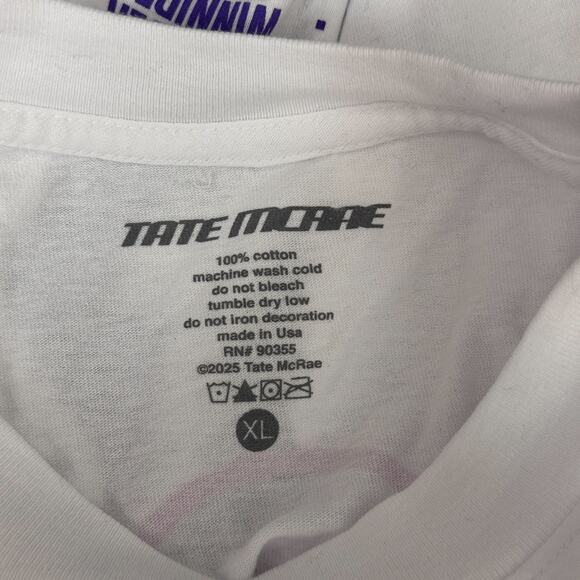 TATE MCRAE
100% cotton
machine wash cold
do not bleach
tumble dry low
do not iron decoration
made in Usa
RN# 90355
©2025 Tate McRae
XL